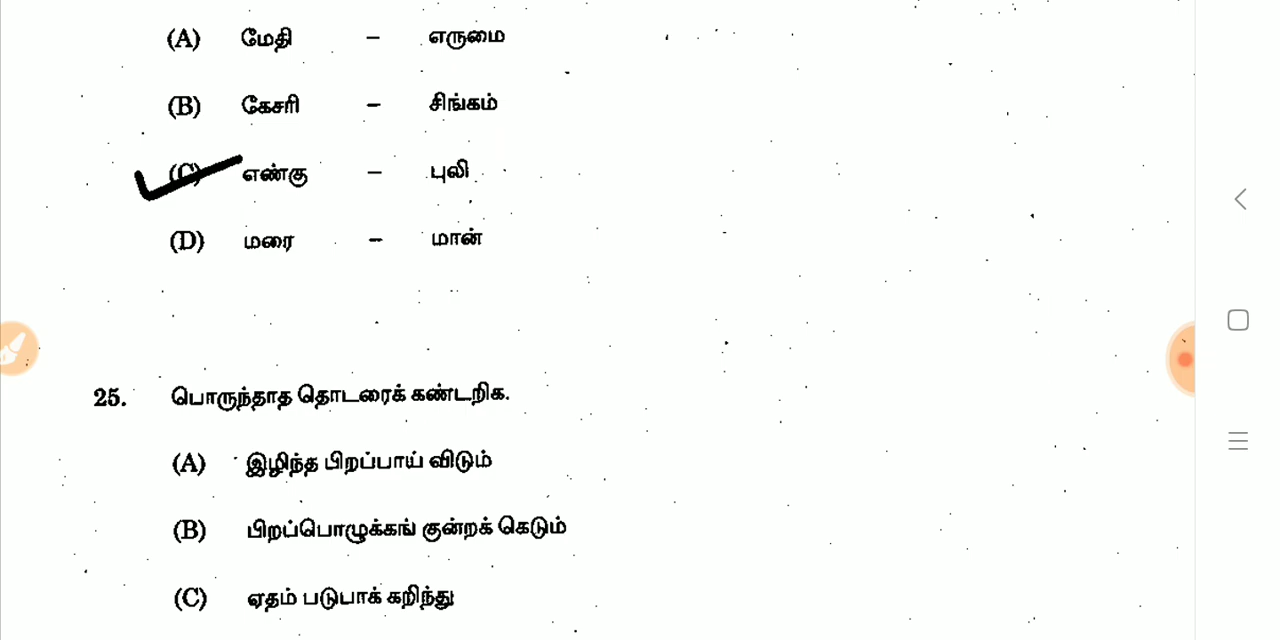 (A) மேதி – எருமை
(B) கேசரி – சிங்கம்
(C) எண்கு – புலி
(D) மரை – மான்
25. பொருந்தாத தொடரைக் கண்டறிக.
(A) இழிந்த பிறப்பாய் விடும்
(B) பிறப்பொழுக்கங் குன்றக் கெடும்
(C) ஏதம் படுபாக் கறிந்து